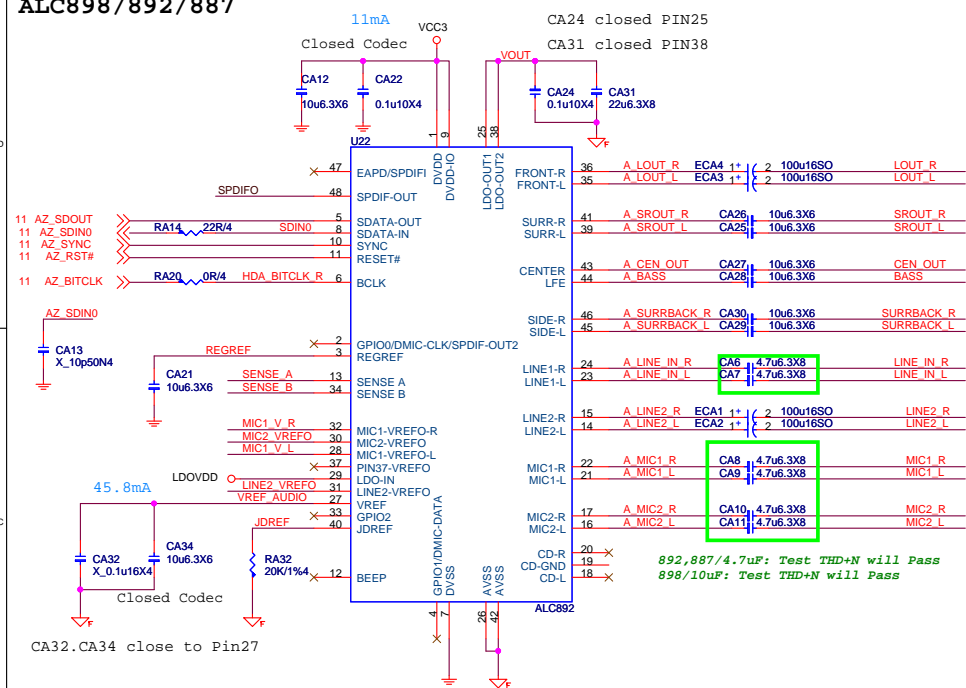 ALC898/892/887
11mA
VCC3
Closed Codec
CA24 closed PIN25
CA31 closed PIN38
VOUT
CA12
10u6.3X6
CA22
0.1u10X4
CA24
0.1u10X4
CA31
22u6.3X8
F
U22
1
9
25
38
DVDD
DVDD-IO
LDO-OUT1
LDO-OUT2
47 EAPD/SPDIFI
SPDIFO 48 SPDIF-OUT
11 AZ_SDOUT 5 SDATA-OUT
11 AZ_SDIN0 RA14 22R/4 SDIN0 8 SDATA-IN
11 AZ_SYNC 10 SYNC
11 AZ_RST# 11 RESET#
11 AZ_BITCLK RA20 0R/4 HDA_BITCLK_R 6 BCLK
AZ_SDIN0
CA13
X_10p50N4
2 GPIO0/DMIC-CLK/SPDIF-OUT2
REGREF 3 REGREF
CA21
10u6.3X6
SENSE_A 13 SENSE A
SENSE_B 34 SENSE B
MIC1_V_R 32 MIC1-VREFO-R
MIC2_VREFO 30 MIC2-VREFO
MIC1_V_L 28 MIC1-VREFO-L
37 PIN37-VREFO
LDOVDD 29 LDO-IN
LINE2_VREFO 31 LINE2-VREFO
45.8mA
VREF_AUDIO 27 VREF
33 GPIO2
JDREF 40 JDREF
CA32
X_0.1u16X4
CA34
10u6.3X6
RA32
20K/1%4
12 BEEP
Closed Codec
F
F
CA32.CA34 close to Pin27
GPIO1/DMIC-DATA
DVSS
AVSS
AVSS
4
7
26
42
F
ALC892
FRONT-R 36 A_LOUT_R ECA4 1 + 2 100u16SO LOUT_R
FRONT-L 35 A_LOUT_L ECA3 1 + 2 100u16SO LOUT_L
SURR-R 41 A_SROUT_R CA26 10u6.3X6 SROUT_R
SURR-L 39 A_SROUT_L CA25 10u6.3X6 SROUT_L
CENTER 43 A_CEN_OUT CA27 10u6.3X6 CEN_OUT
LFE 44 A_BASS CA28 10u6.3X6 BASS
SIDE-R 46 A_SURRBACK_R CA30 10u6.3X6 SURRBACK_R
SIDE-L 45 A_SURRBACK_L CA29 10u6.3X6 SURRBACK_L
LINE1-R 24 A_LINE_IN_R CA6 4.7u6.3X8 LINE_IN_R
LINE1-L 23 A_LINE_IN_L CA7 4.7u6.3X8 LINE_IN_L
LINE2-R 15 A_LINE2_R ECA1 1 + 2 100u16SO LINE2_R
LINE2-L 14 A_LINE2_L ECA2 1 + 2 100u16SO LINE2_L
MIC1-R 22 A_MIC1_R CA8 4.7u6.3X8 MIC1_R
MIC1-L 21 A_MIC1_L CA9 4.7u6.3X8 MIC1_L
MIC2-R 17 A_MIC2_R CA10 4.7u6.3X8 MIC2_R
MIC2-L 16 A_MIC2_L CA11 4.7u6.3X8 MIC2_L
CD-R 20
CD-GND 19
CD-L 18
892,887/4.7uF: Test THD+N will Pass
898/10uF: Test THD+N will Pass
C